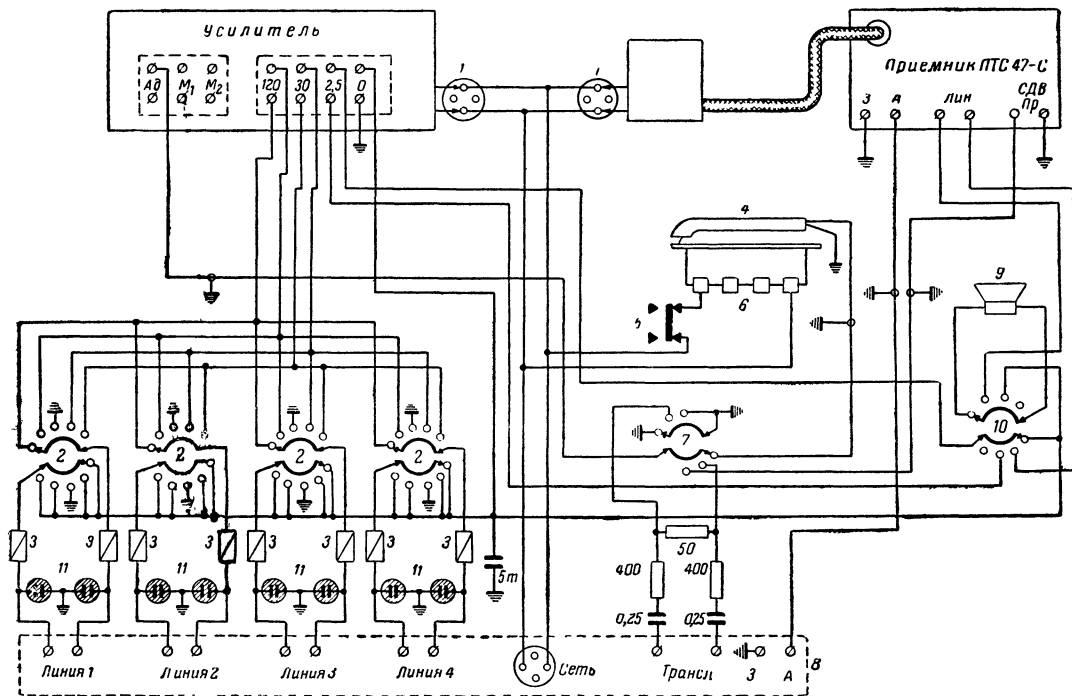 Усилитель
Ад М1 М2
120 30 2,5 0
1
1
Приемник ПТС 47-С
З А Лин СДВ Пр
4
6
5
9
10
7
2 2 2 2
3 3 3 3 3 3 3 3
11 11 11 11
5т
50
400 400
0,25 0,25
Линия 1 Линия 2 Линия 3 Линия 4 Сеть Трансл З А 8